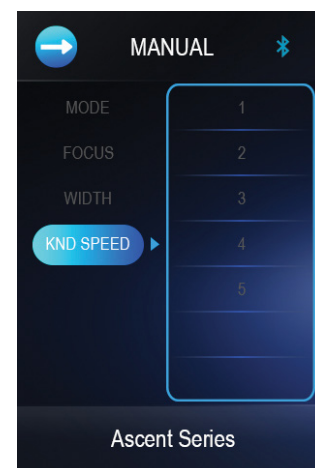 MANUAL
MODE 1
FOCUS 2
WIDTH 3
KND SPEED 4
5
Ascent Series